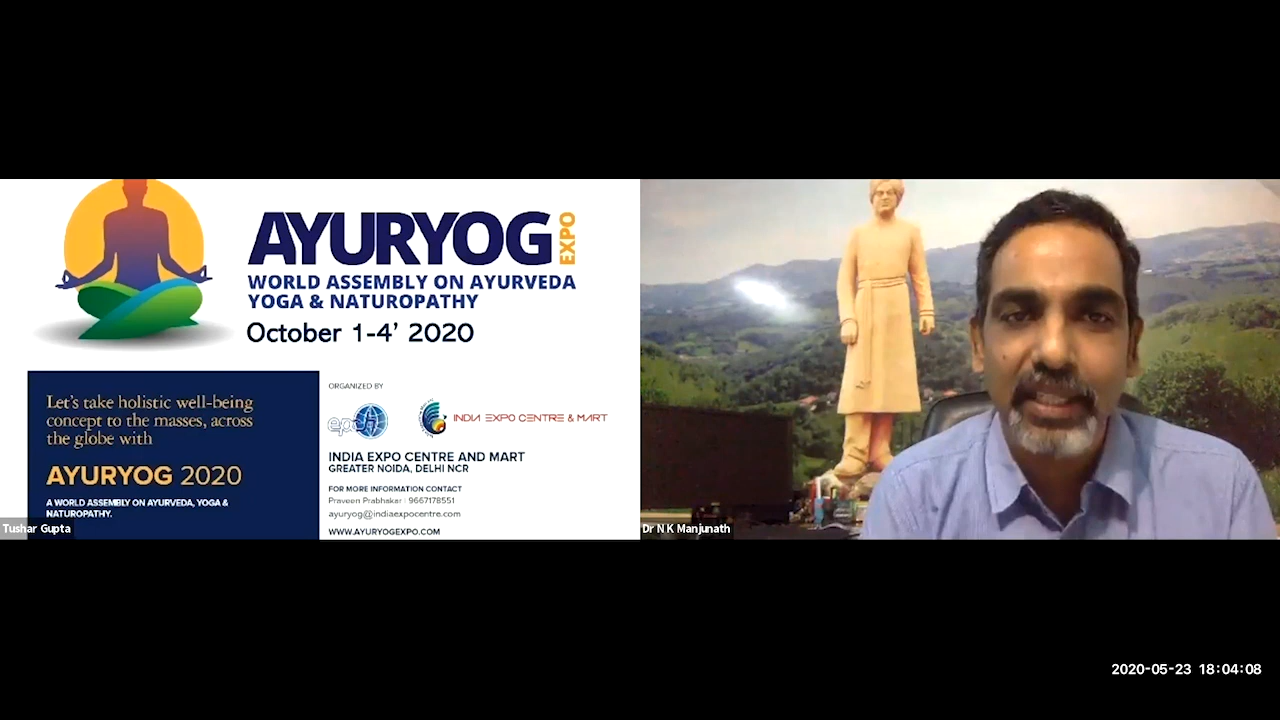 AYURYOG EXPO
WORLD ASSEMBLY ON AYURVEDA
YOGA & NATUROPATHY
October 1-4' 2020
Let's take holistic well-being
concept to the masses, across
the globe with
AYURYOG 2020
A WORLD ASSEMBLY ON AYURVEDA, YOGA &
NATUROPATHY.
ORGANIZED BY
epch
INDIA EXPO CENTRE & MART
INDIA EXPO CENTRE AND MART
GREATER NOIDA, DELHI NCR
FOR MORE INFORMATION CONTACT
Praveen Prabhakar : 9667178551
ayuryog@indiaexpocentre.com
WWW.AYURYOGEXPO.COM
Tushar Gupta
Dr N K Manjunath
2020-05-23 18:04:08